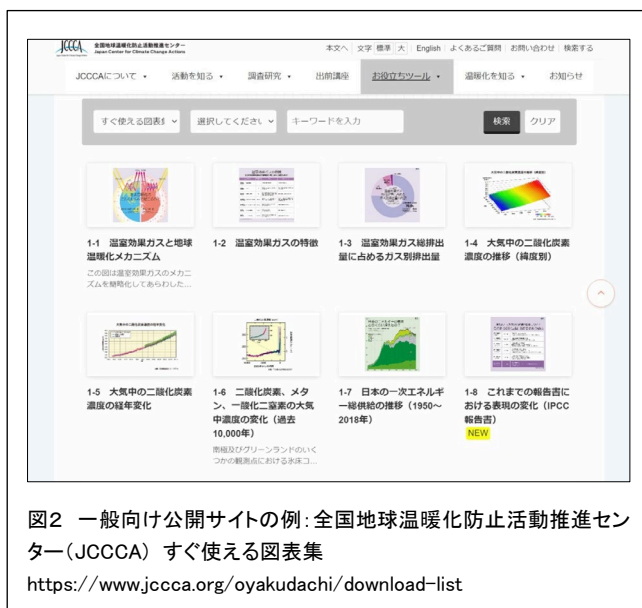 JCCCA 全国地球温暖化防止活動推進センター
Japan Center for Climate Change Actions
本文へ 文字 標準 大 English よくあるご質問 お問い合わせ 検索する
JCCCAについて 活動を知る 調査研究 出前講座 お役立ちツール 温暖化を知る お知らせ
すぐ使える図表 選択してください キーワードを入力 検索 クリア
1-1 温室効果ガスと地球
温暖化メカニズム
この図は温室効果ガスのメカニ
ズムを簡略化してあらわした...
1-2 温室効果ガスの特徴
1-3 温室効果ガス総排出
量に占めるガス別排出量
1-4 大気中の二酸化炭素
濃度の推移（緯度別）
1-5 大気中の二酸化炭素
濃度の経年変化
1-6 二酸化炭素、メタ
ン、一酸化二窒素の大気
中濃度の変化（過去
10,000年）
南極及びグリーンランドのいく
つかの観測点における氷床コ...
1-7 日本の一次エネルギ
ー総供給の推移（1950～
2018年）
1-8 これまでの報告書に
おける表現の変化（IPCC
報告書）
NEW
図2 一般向け公開サイトの例：全国地球温暖化防止活動推進セン
ター（JCCCA） すぐ使える図表集
https://www.jccca.org/oyakudachi/download-list